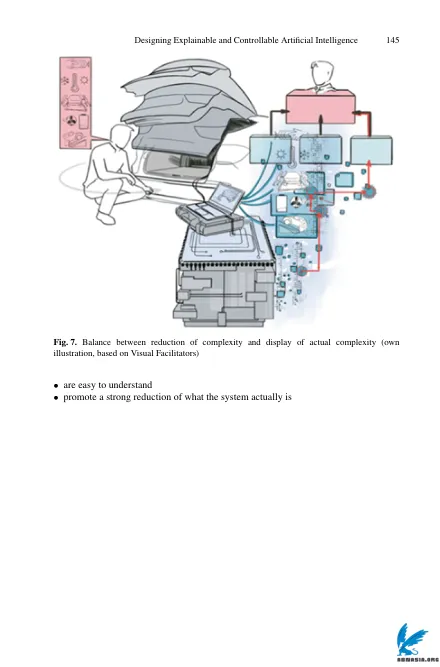 Designing Explainable and Controllable Artificial Intelligence 145
Fig. 7. Balance between reduction of complexity and display of actual complexity (own
illustration, based on Visual Facilitators)
• are easy to understand
• promote a strong reduction of what the system actually is